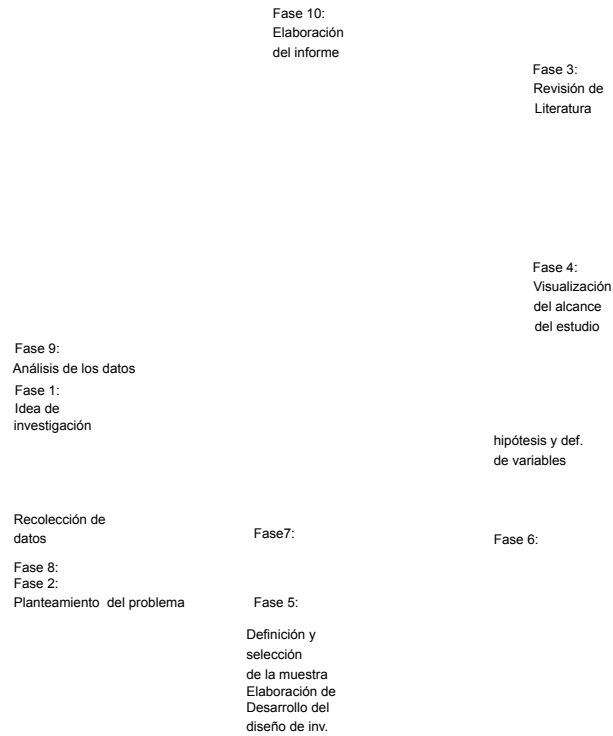 Fase 10:
Elaboración
del informe
Fase 3:
Revisión de
Literatura
Fase 4:
Visualización
del alcance
del estudio
Fase 9:
Análisis de los datos
Fase 1:
Idea de
investigación
hipótesis y def.
de variables
Recolección de
datos
Fase7:
Fase 6:
Fase 8:
Fase 2:
Planteamiento del problema
Fase 5:
Definición y
selección
de la muestra
Elaboración de
Desarrollo del
diseño de inv.